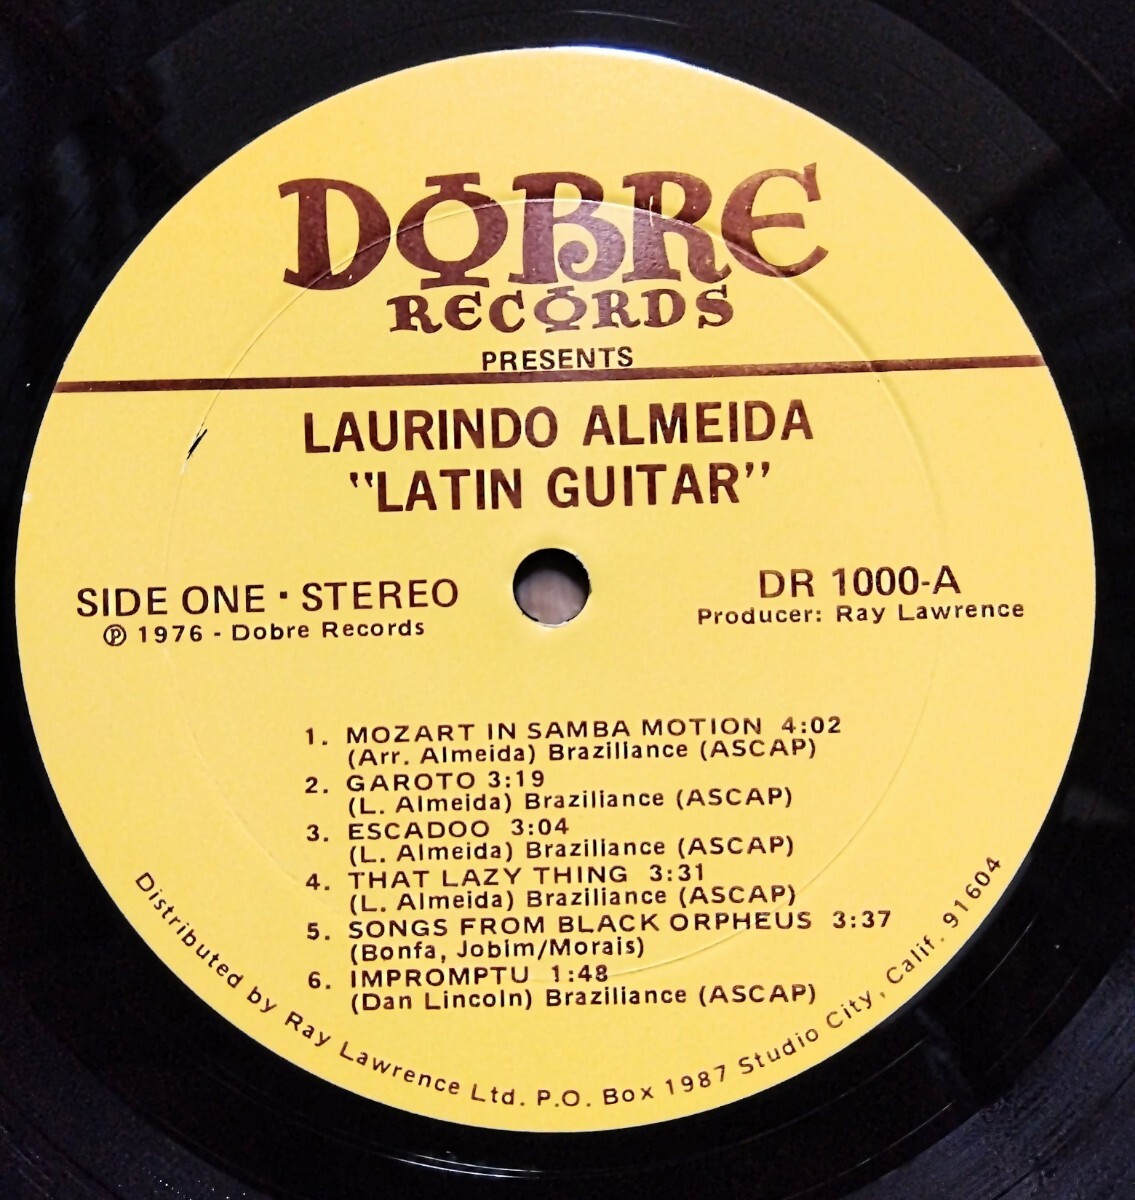 DOBRE
RECORDS
PRESENTS
LAURINDO ALMEIDA
"LATIN GUITAR"
SIDE ONE · STEREO
℗ 1976 - Dobre Records
DR 1000-A
Producer: Ray Lawrence
1. MOZART IN SAMBA MOTION 4:02
(Arr. Almeida) Braziliance (ASCAP)
2. GAROTO 3:19
(L. Almeida) Braziliance (ASCAP)
3. ESCADOO 3:04
(L. Almeida) Braziliance (ASCAP)
4. THAT LAZY THING 3:31
(L. Almeida) Braziliance (ASCAP)
5. SONGS FROM BLACK ORPHEUS 3:37
(Bonfa, Jobim/Morais)
6. IMPROMPTU 1:48
(Dan Lincoln) Braziliance (ASCAP)
Distributed by Ray Lawrence Ltd. P.O. Box 1987 Studio City, Calif. 91604